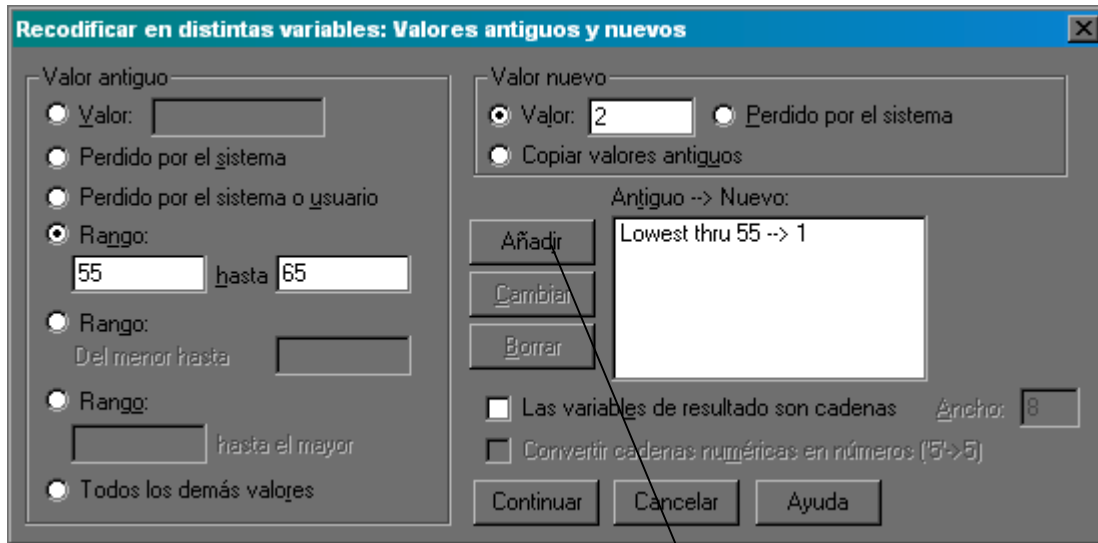 Recodificar en distintas variables: Valores antiguos y nuevos
Valor antiguo
Valor:
Perdido por el sistema
Perdido por el sistema o usuario
Rango:
55 hasta 65
Rango:
Del menor hasta
Rango:
hasta el mayor
Todos los demás valores
Valor nuevo
Valor: 2 Perdido por el sistema
Copiar valores antiguos
Antiguo --> Nuevo:
Añadir
Cambiar
Borrar
Lowest thru 55 --> 1
Las variables de resultado son cadenas Ancho: 8
Convertir cadenas numéricas en números ('5'->5)
Continuar Cancelar Ayuda